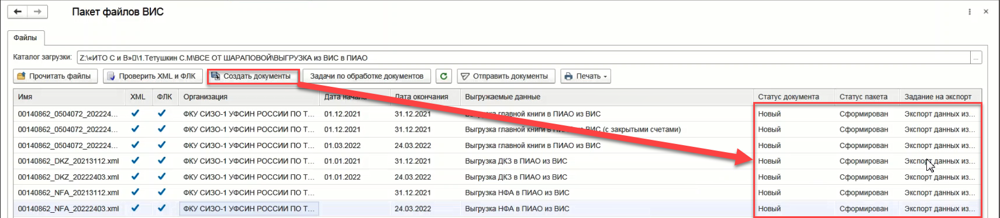 Пакет файлов ВИС
Файлы
Каталог загрузки: Z:\«ИТО С и В»\1.Тетушкин С.М\ВСЕ ОТ ШАРАПОВОЙ\ВЫГРУЗКА из ВИС в ПИАО ...
Прочитать файлы Проверить XML и ФЛК Создать документы Задачи по обработке документов Отправить документы Печать
Имя XML ФЛК Организация Дата начала Дата окончания Выгружаемые данные Статус документа Статус пакета Задание на экспорт
00140862_0504072_202224... ФКУ СИЗО-1 УФСИН РОССИИ ПО Т... 01.12.2021 31.12.2021 Выгрузка главной книги в ПИАО из ВИС Новый Сформирован Экспорт данных из...
00140862_0504072_202224... ФКУ СИЗО-1 УФСИН РОССИИ ПО Т... 01.12.2021 31.12.2021 Выгрузка главной книги в ПИАО из ВИС (с закрытыми счетами) Новый Сформирован Экспорт данных из...
00140862_0504072_202224... ФКУ СИЗО-1 УФСИН РОССИИ ПО Т... 01.03.2022 24.03.2022 Выгрузка главной книги в ПИАО из ВИС Новый Сформирован Экспорт данных из...
00140862_DKZ_20213112.xml ФКУ СИЗО-1 УФСИН РОССИИ ПО Т... 01.01.2021 31.12.2021 Выгрузка ДКЗ в ПИАО из ВИС Новый Сформирован Экспорт данных из...
00140862_DKZ_20222403.xml ФКУ СИЗО-1 УФСИН РОССИИ ПО Т... 01.01.2022 24.03.2022 Выгрузка ДКЗ в ПИАО из ВИС Новый Сформирован Экспорт данных из...
00140862_NFA_20213112.xml ФКУ СИЗО-1 УФСИН РОССИИ ПО Т... 31.12.2021 Выгрузка НФА в ПИАО из ВИС Новый Сформирован Экспорт данных из...
00140862_NFA_20222403.xml ФКУ СИЗО-1 УФСИН РОССИИ ПО Т... 24.03.2022 Выгрузка НФА в ПИАО из ВИС Новый Сформирован Экспорт данных из...